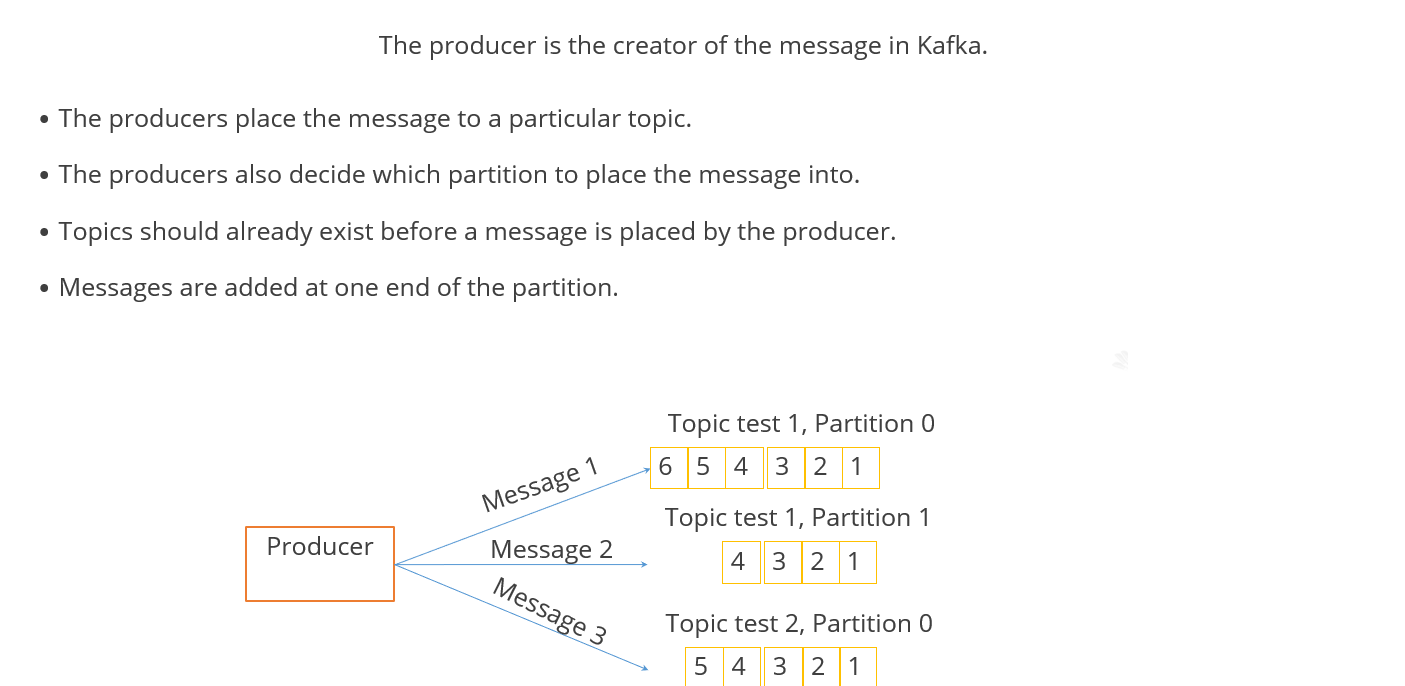 The producer is the creator of the message in Kafka.
• The producers place the message to a particular topic.
• The producers also decide which partition to place the message into.
• Topics should already exist before a message is placed by the producer.
• Messages are added at one end of the partition.
Topic test 1, Partition 0
6 5 4 3 2 1
Message 1
Topic test 1, Partition 1
Producer
Message 2
4 3 2 1
Message 3
Topic test 2, Partition 0
5 4 3 2 1